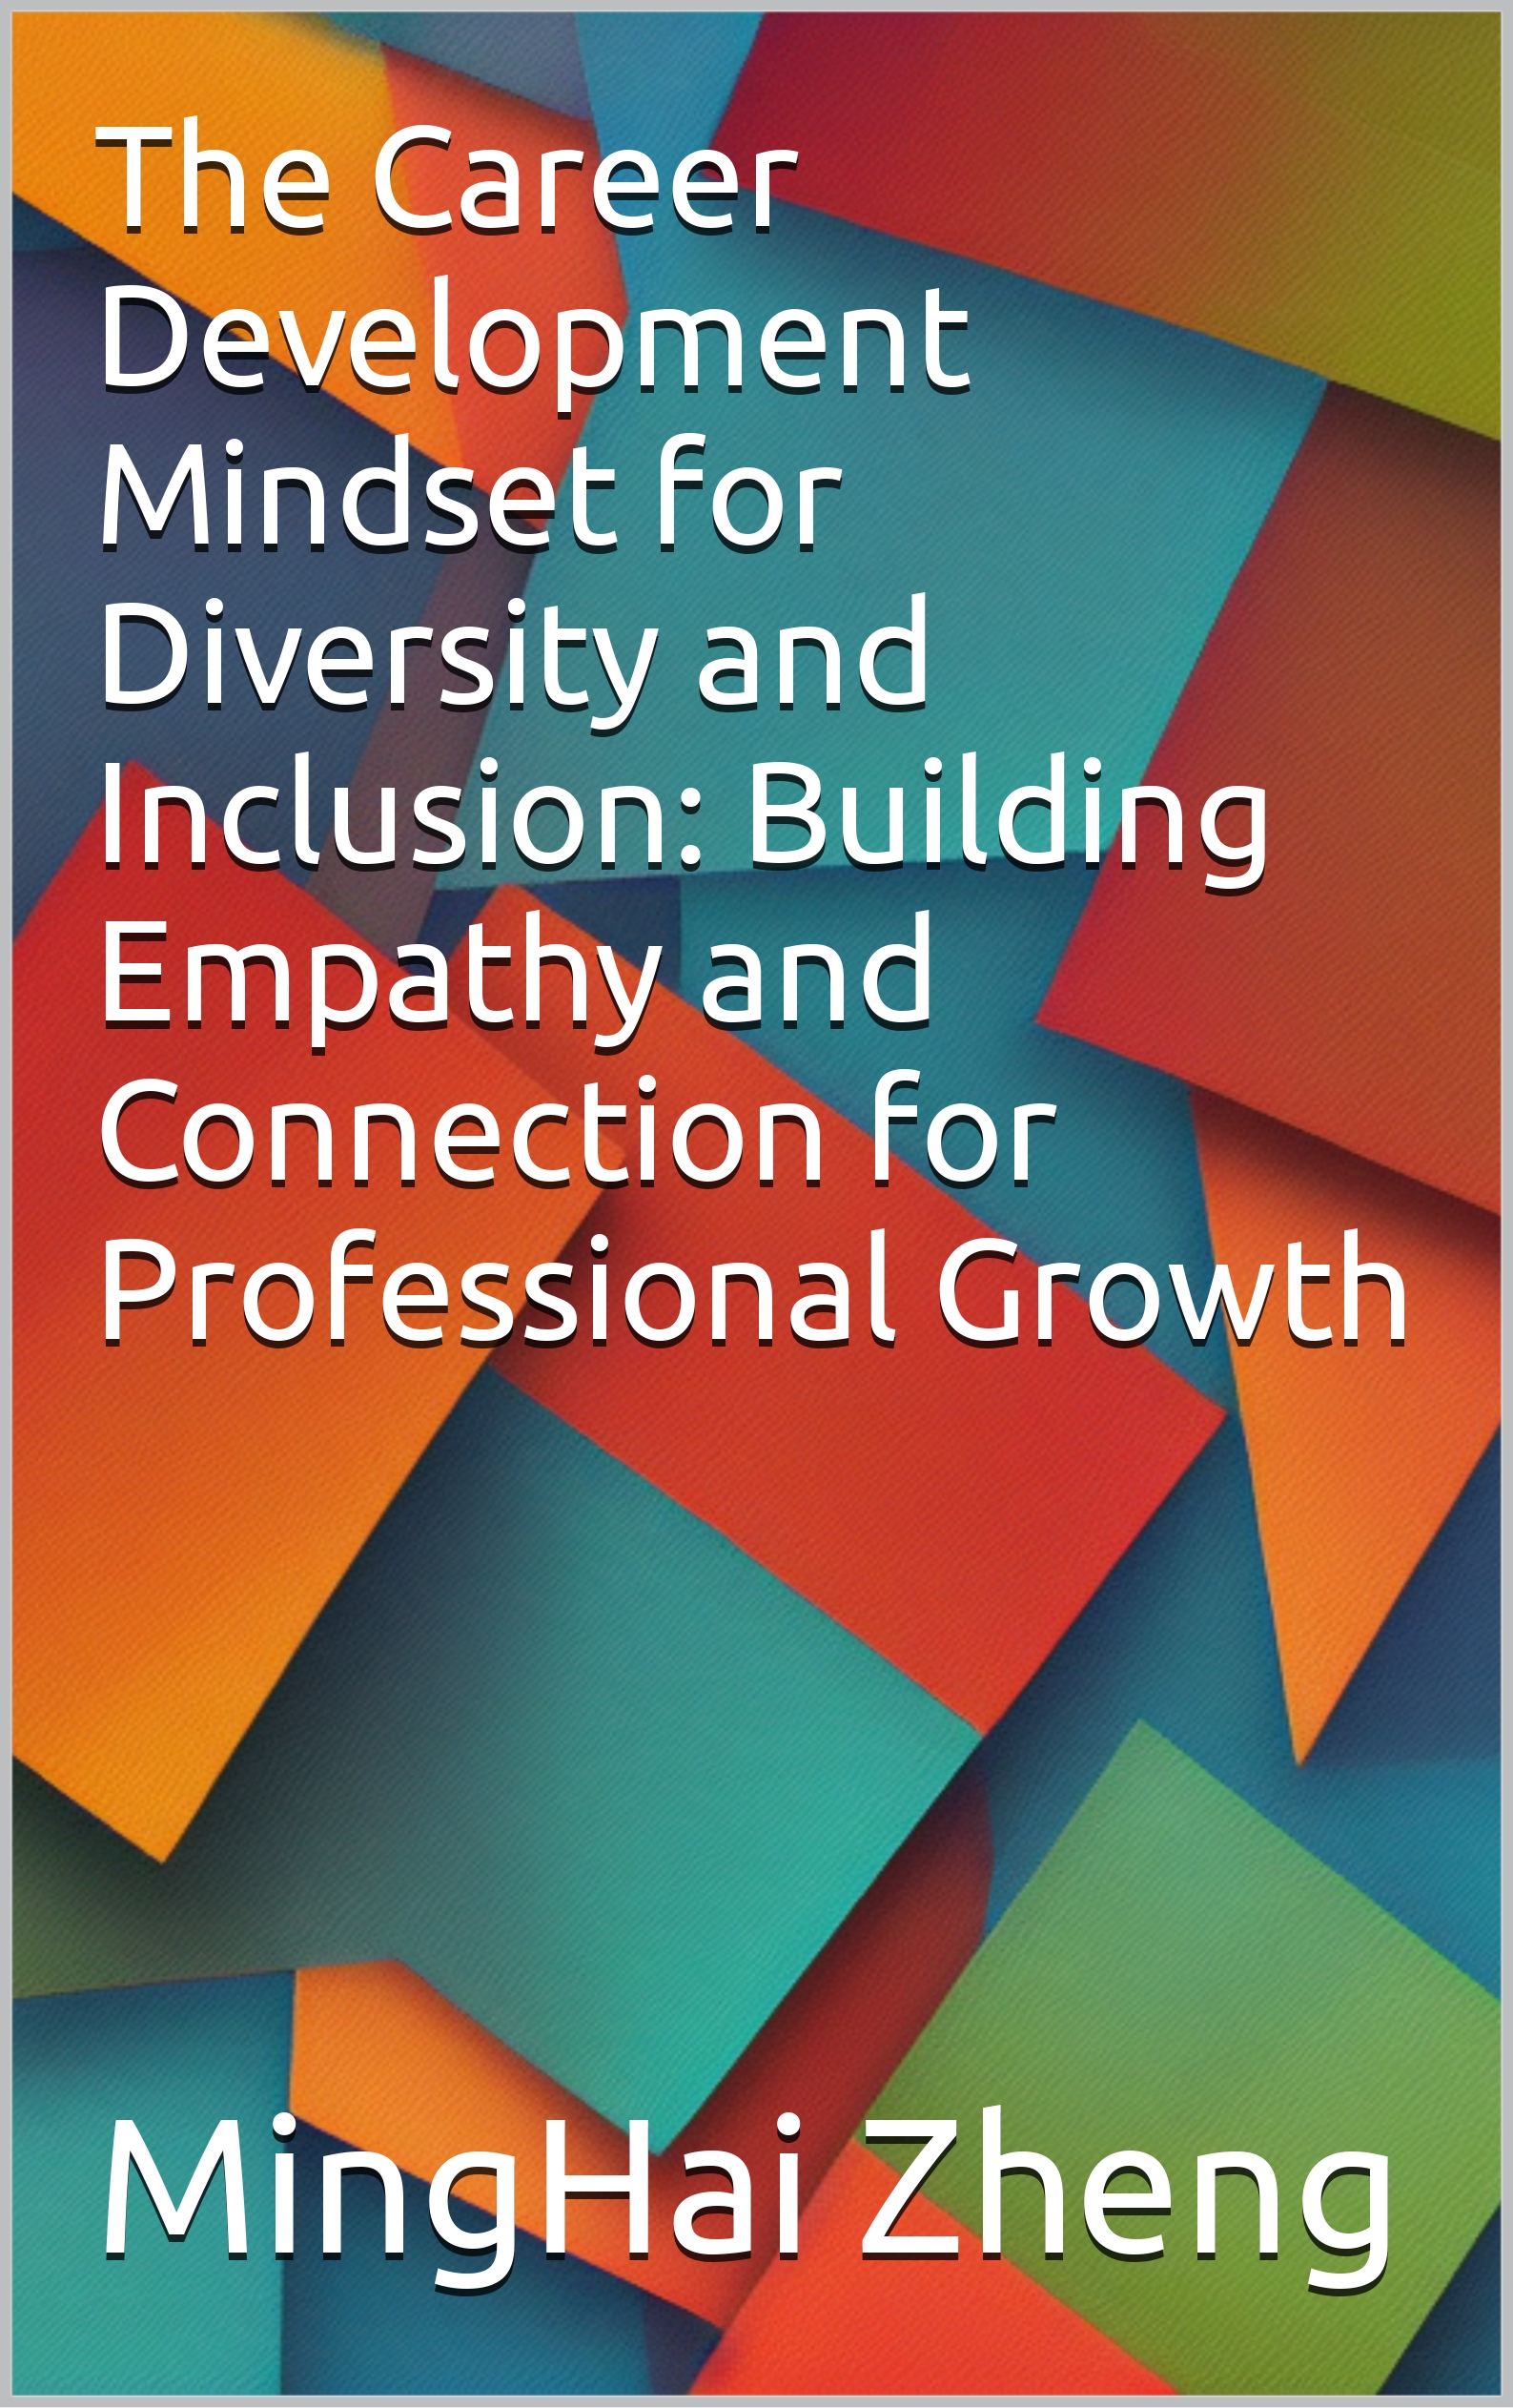 The Career
Development
Mindset for
Diversity and
Inclusion: Building
Empathy and
Connection for
Professional Growth
MingHai Zheng